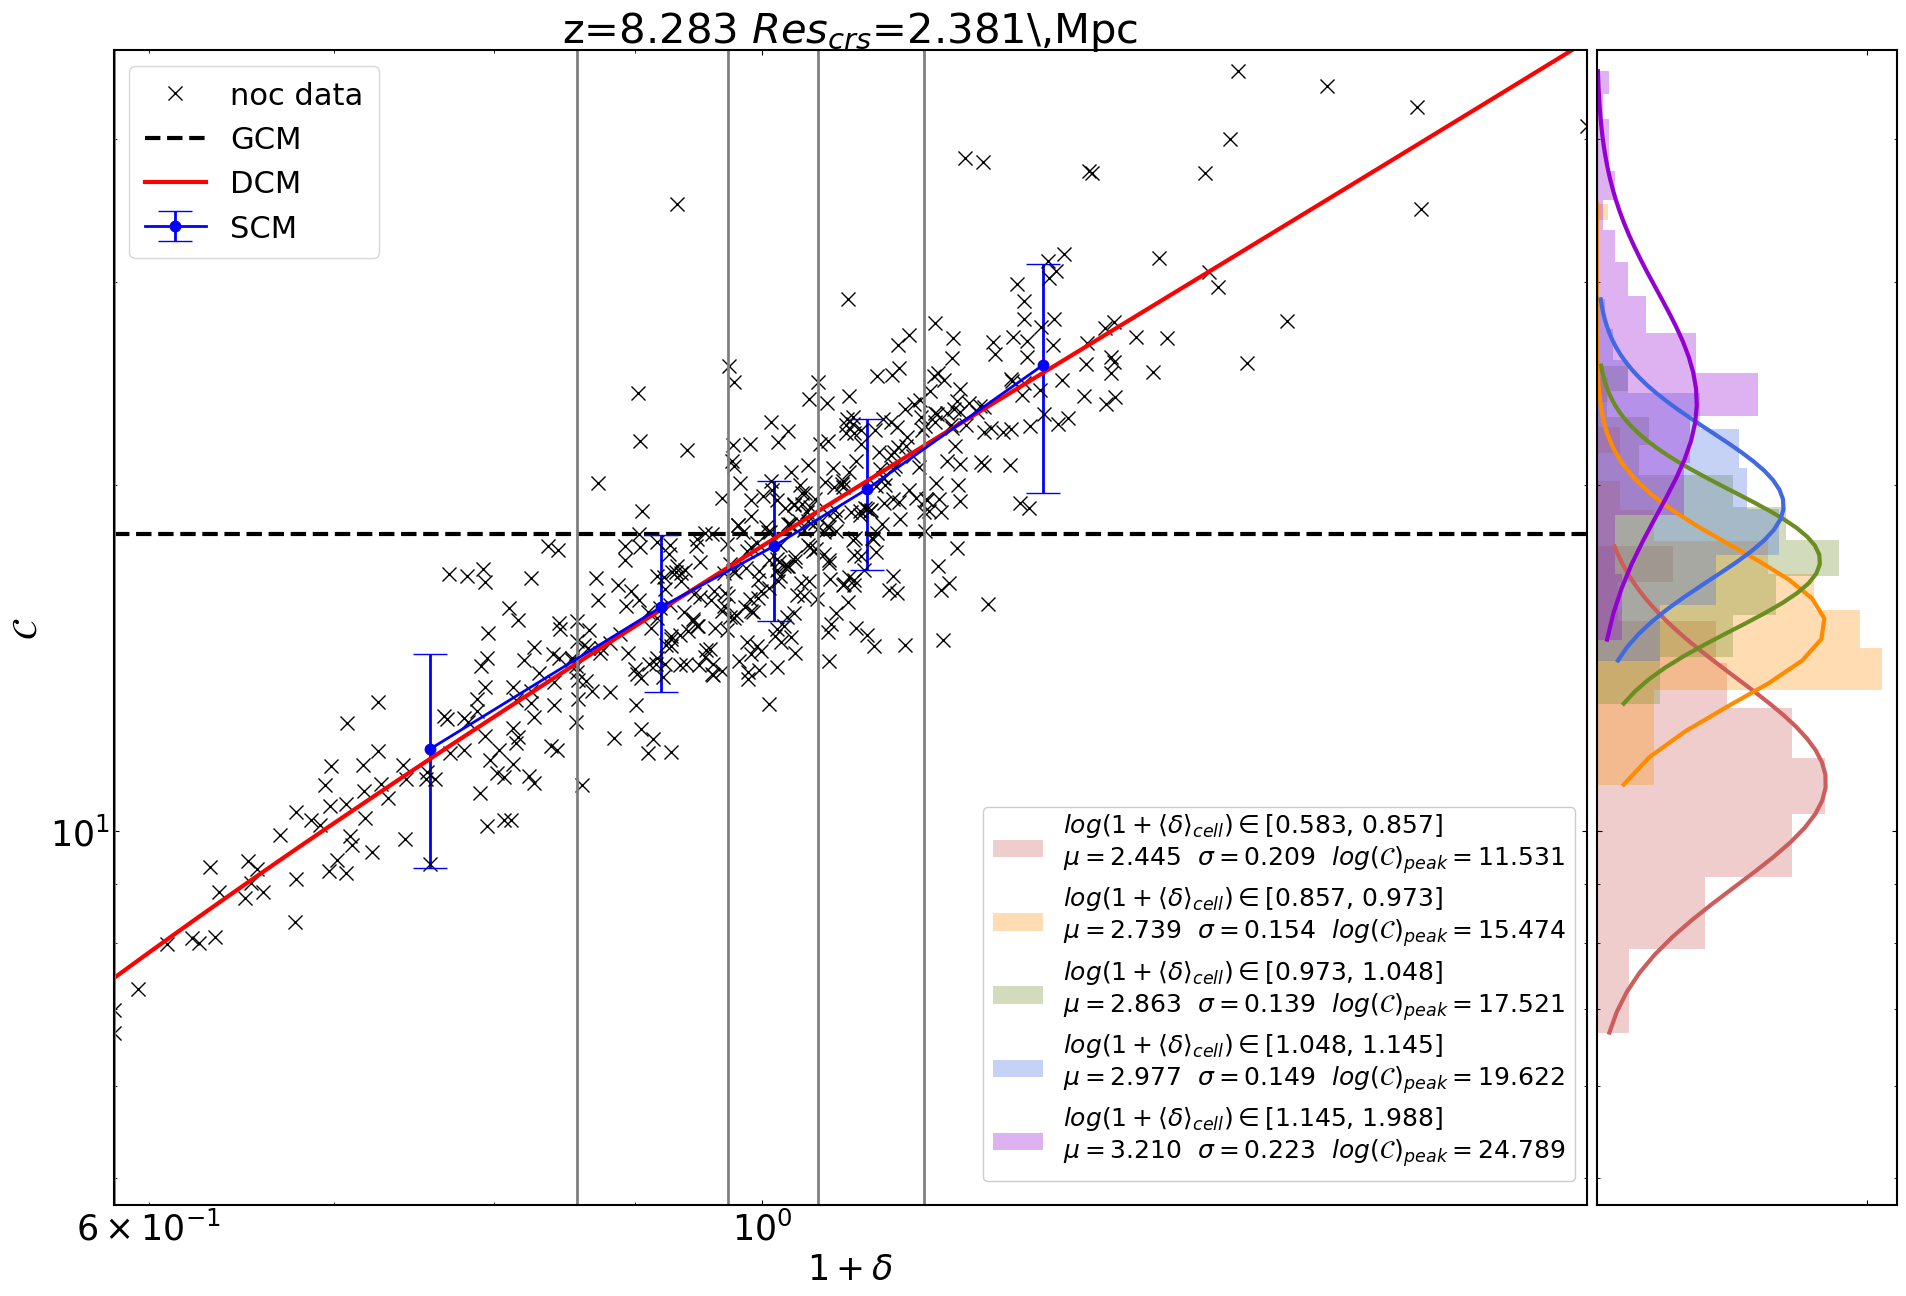 z=8.283 Res_crs=2.381\,Mpc
noc data
GCM
DCM
SCM
𝒞
10¹
log(1 + ⟨δ⟩_cell) ∈ [0.583, 0.857]
μ = 2.445 σ = 0.209 log(𝒞)_peak = 11.531
log(1 + ⟨δ⟩_cell) ∈ [0.857, 0.973]
μ = 2.739 σ = 0.154 log(𝒞)_peak = 15.474
log(1 + ⟨δ⟩_cell) ∈ [0.973, 1.048]
μ = 2.863 σ = 0.139 log(𝒞)_peak = 17.521
log(1 + ⟨δ⟩_cell) ∈ [1.048, 1.145]
μ = 2.977 σ = 0.149 log(𝒞)_peak = 19.622
log(1 + ⟨δ⟩_cell) ∈ [1.145, 1.988]
μ = 3.210 σ = 0.223 log(𝒞)_peak = 24.789
6 × 10⁻¹
10⁰
1 + δ